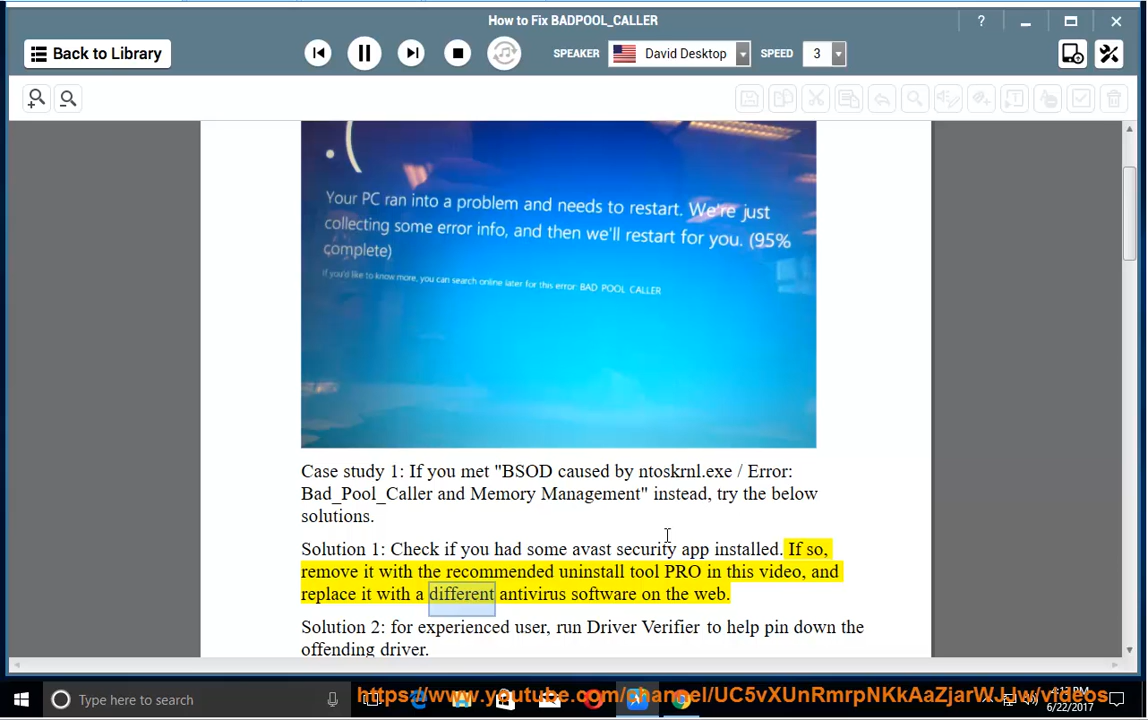 How to Fix BADPOOL_CALLER
?
Back to Library
SPEAKER
David Desktop
SPEED
3
Your PC ran into a problem and needs to restart. We're just
collecting some error info, and then we'll restart for you. (95%
complete)
If you'd like to know more, you can search online later for this error: BAD POOL CALLER
Case study 1: If you met "BSOD caused by ntoskrnl.exe / Error:
Bad_Pool_Caller and Memory Management" instead, try the below
solutions.
Solution 1: Check if you had some avast security app installed. If so,
remove it with the recommended uninstall tool PRO in this video, and
replace it with a different antivirus software on the web.
Solution 2: for experienced user, run Driver Verifier to help pin down the
offending driver.
Type here to search
https://www.youtube.com/channel/UC5vXUnRmrpNKkAaZjarWJiw/videos
6/22/2017